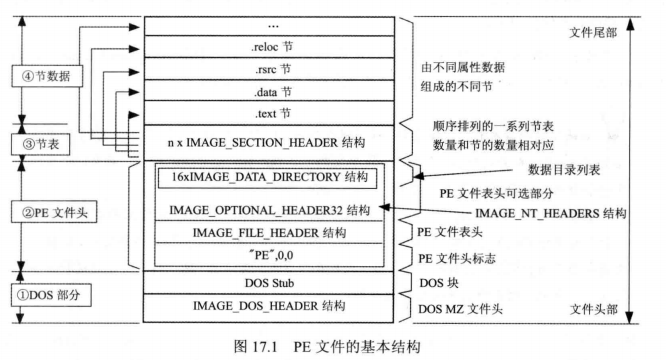 …
文件尾部
.reloc 节
.rsrc 节
④节数据
.data 节
.text 节
由不同属性数据
组成的不同节
③节表
n x IMAGE_SECTION_HEADER 结构
顺序排列的一系列节表
数量和节的数量相对应
16xIMAGE_DATA_DIRECTORY 结构
数据目录列表
②PE 文件头
IMAGE_OPTIONAL_HEADER32 结构
PE 文件表头可选部分
IMAGE_NT_HEADERS 结构
IMAGE_FILE_HEADER 结构
PE 文件表头
"PE",0,0
PE 文件头标志
①DOS 部分
DOS Stub
DOS 块
IMAGE_DOS_HEADER 结构
DOS MZ 文件头
文件头部
图 17.1 PE 文件的基本结构